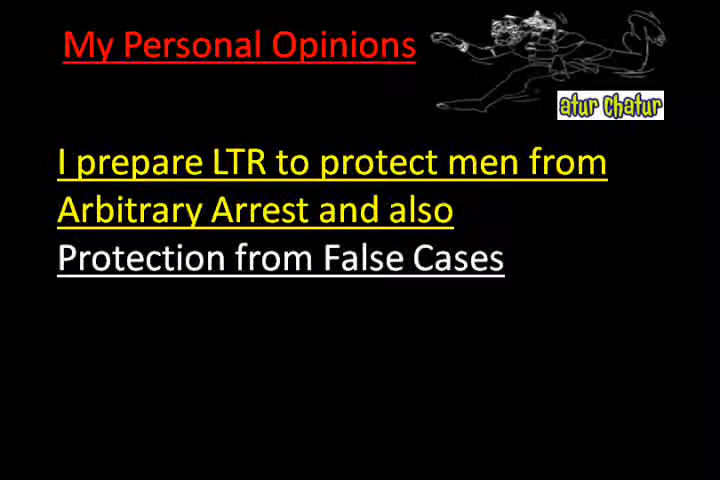 My Personal Opinions
atur chatur
I prepare LTR to protect men from
Arbitrary Arrest and also
Protection from False Cases